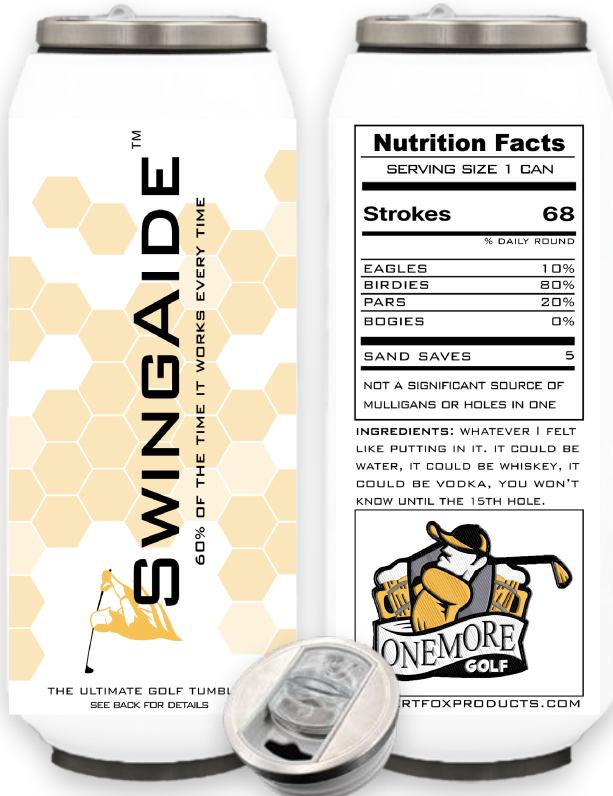 SWINGAIDE™
60% OF THE TIME IT WORKS EVERY TIME
THE ULTIMATE GOLF
SEE BACK FOR DETAILS
Nutrition Facts
SERVING SIZE 1 CAN
Strokes 68
% DAILY ROUND
EAGLES 10%
BIRDIES 80%
PARS 20%
BOGIES 0%
SAND SAVES 5
NOT A SIGNIFICANT SOURCE OF
MULLIGANS OR HOLES IN ONE
INGREDIENTS: WHATEVER I FELT
LIKE PUTTING IN IT. IT COULD BE
WATER, IT COULD BE WHISKEY, IT
COULD BE VODKA, YOU WON'T
KNOW UNTIL THE 15TH HOLE.
ONEMORE
GOLF
RTFOXPRODUCTS.COM